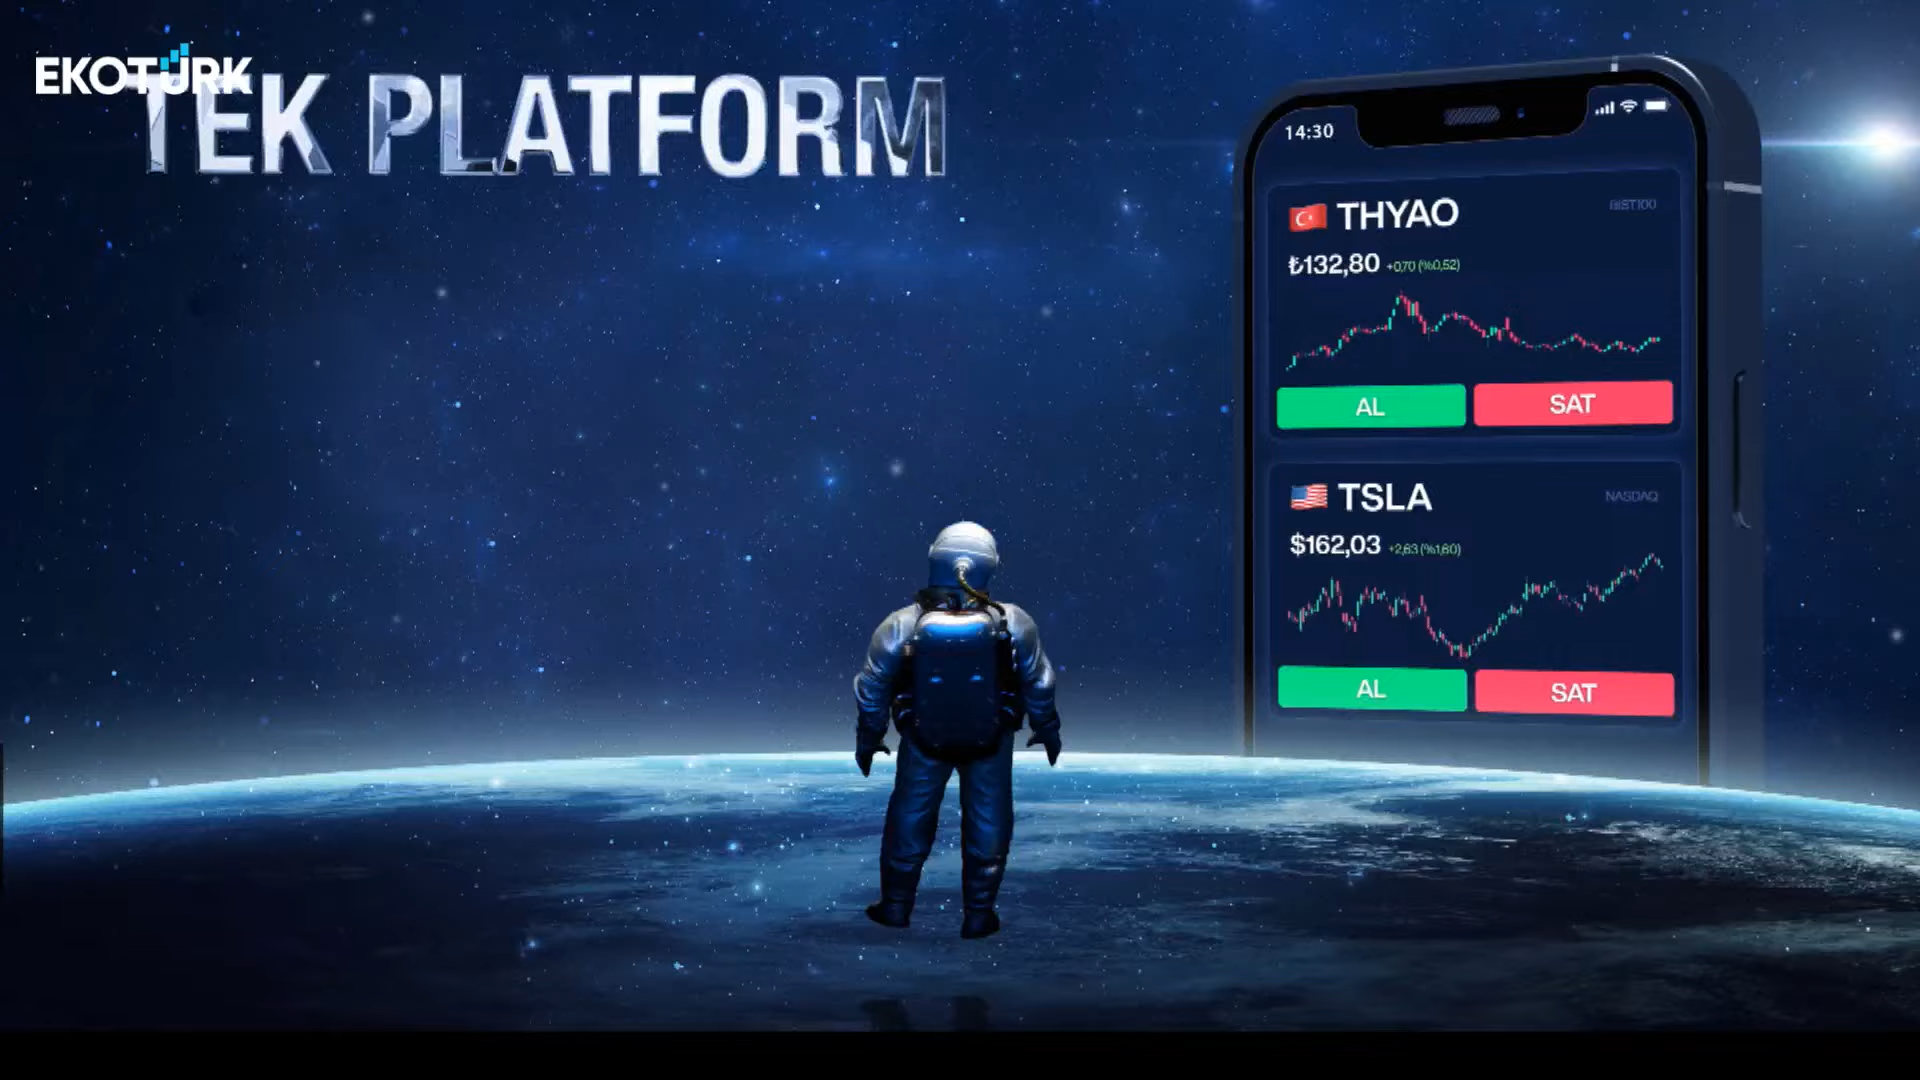 EKOTÜRK
TEK PLATFORM
14:30
THYAO
BIST100
₺132,80 +0,70 (%0,52)
AL
SAT
TSLA
NASDAQ
$162,03 +2,63 (%1,60)
AL
SAT